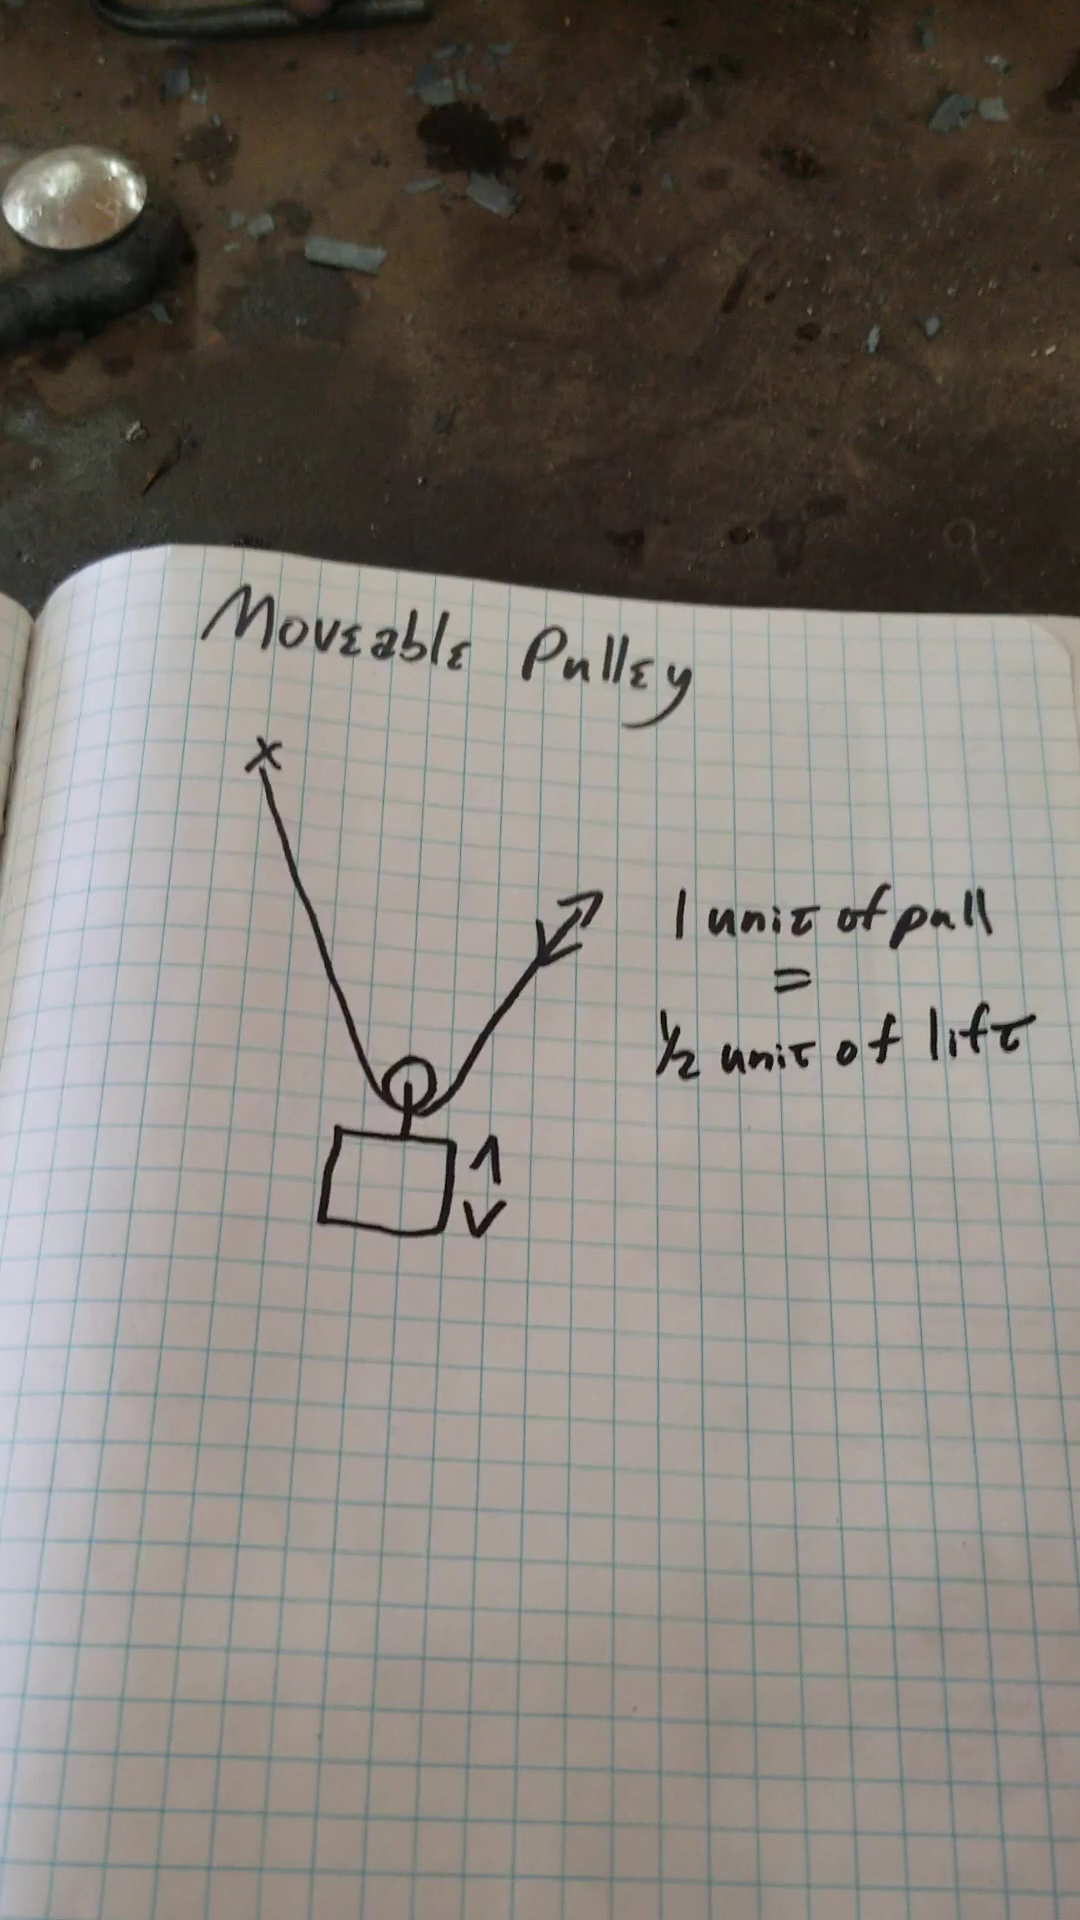 Moveable Pulley
x
1 unit of pull
=
1/2 unit of lift